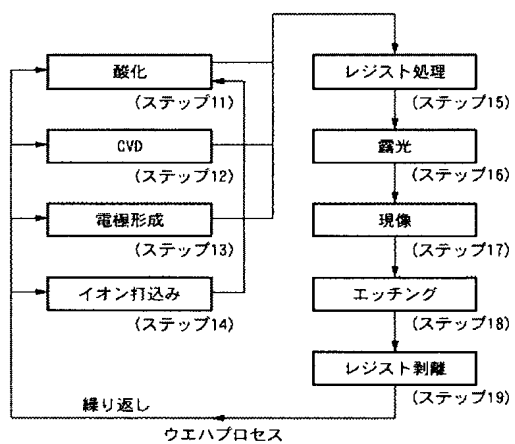 酸化
(ステップ11)
CVD
(ステップ12)
電極形成
(ステップ13)
イオン打込み
(ステップ14)
レジスト処理
(ステップ15)
露光
(ステップ16)
現像
(ステップ17)
エッチング
(ステップ18)
レジスト剥離
(ステップ19)
繰り返し
ウエハプロセス